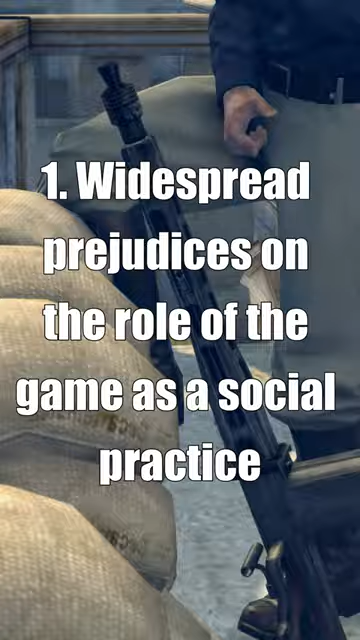 1. Widespread
prejudices on
the role of the
game as a social
practice